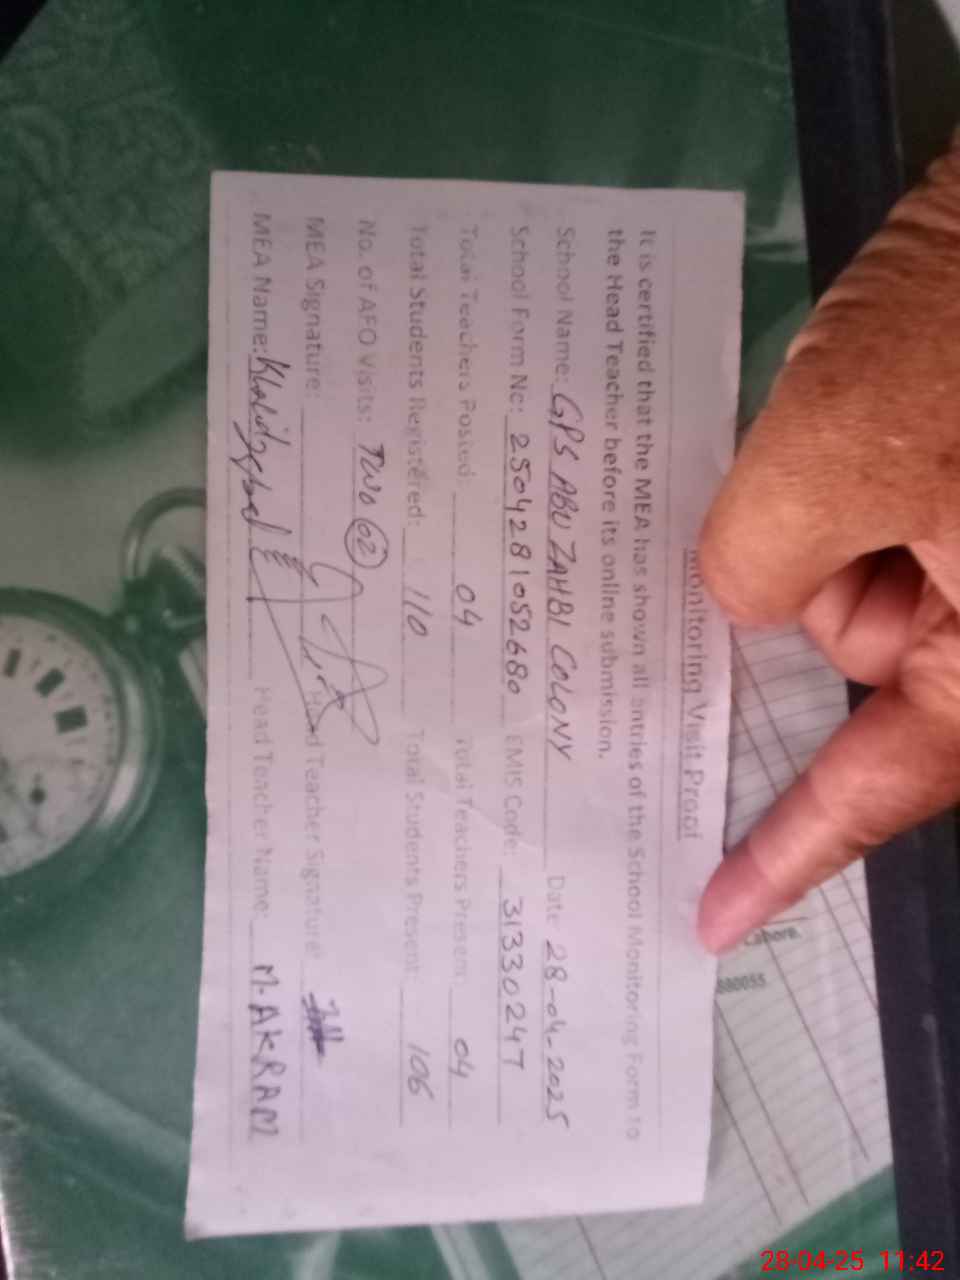 Monitoring Visit Proof
It is certified that the MEA has shown all entries of the School Monitoring Form to
the Head Teacher before its online submission.
School Name: GPS ABU ZAHBI COLONY Date 28-04-2025
School Form No: 2504281052680 EMIS Code: 31330247
Total Teachers Posted: 04 Total Teachers Present: 04
Total Students Registered: 110 Total Students Present: 106
No. of AEO Visits: TWO 02
MEA Signature: Head Teacher Signature:
MEA Name: Khalid Head Teacher Name: M. AKRAM
Lahore.
28-04-25 11:42